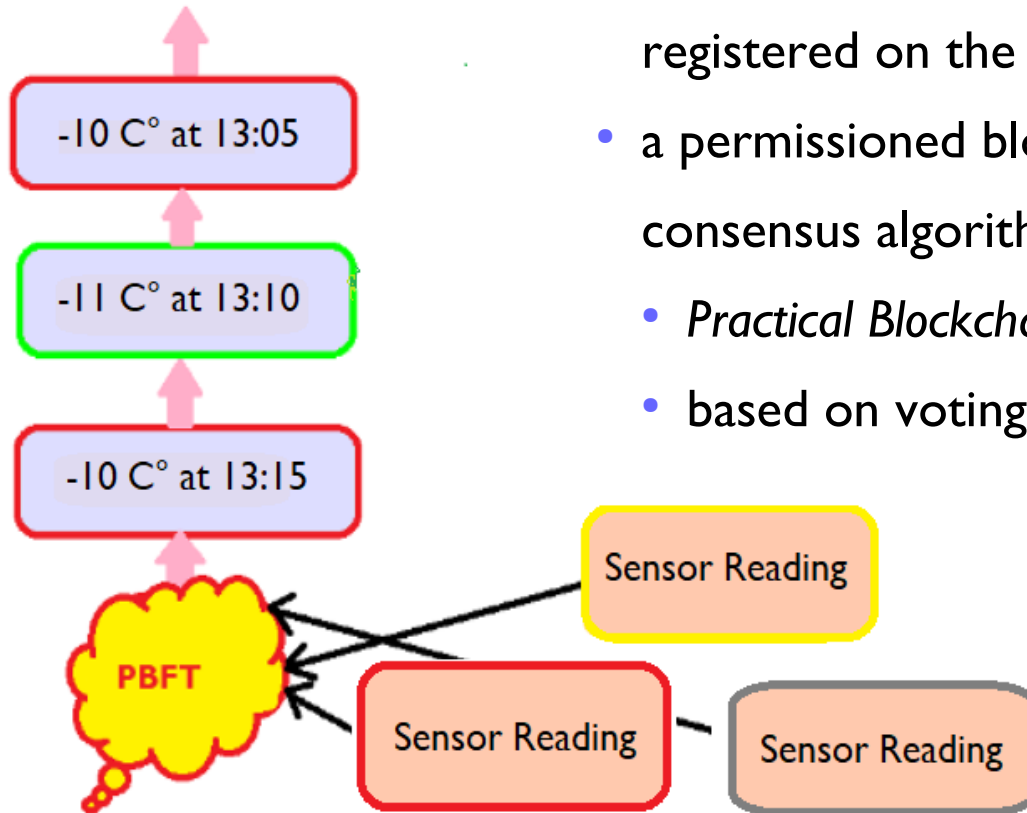 -10 C° at 13:05
-11 C° at 13:10
-10 C° at 13:15
PBFT
Sensor Reading
Sensor Reading
Sensor Reading
registered on the
• a permissioned
consensus
• Practical
• based on voting